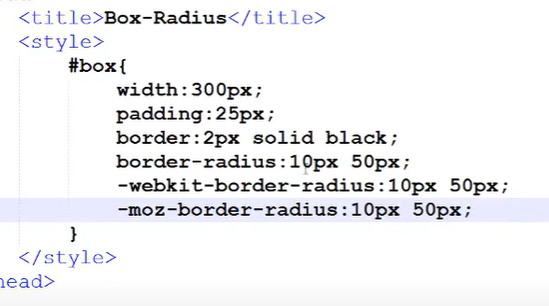 <title>Box-Radius</title>
<style>
#box{
width:300px;
padding:25px;
border:2px solid black;
border-radius:10px 50px;
-webkit-border-radius:10px 50px;
-moz-border-radius:10px 50px;
}
</style>
head>